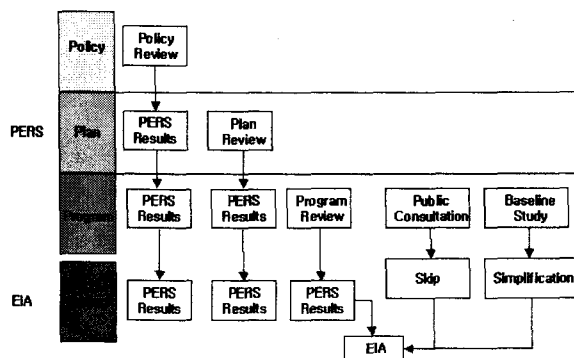 Policy
Policy
Review
PERS
Plan
PERS
Results
Plan
Review
Program
PERS
Results
PERS
Results
Program
Review
Public
Consultation
Baseline
Study
EIA
PERS
Results
PERS
Results
PERS
Results
Skip
Simplification
EIA